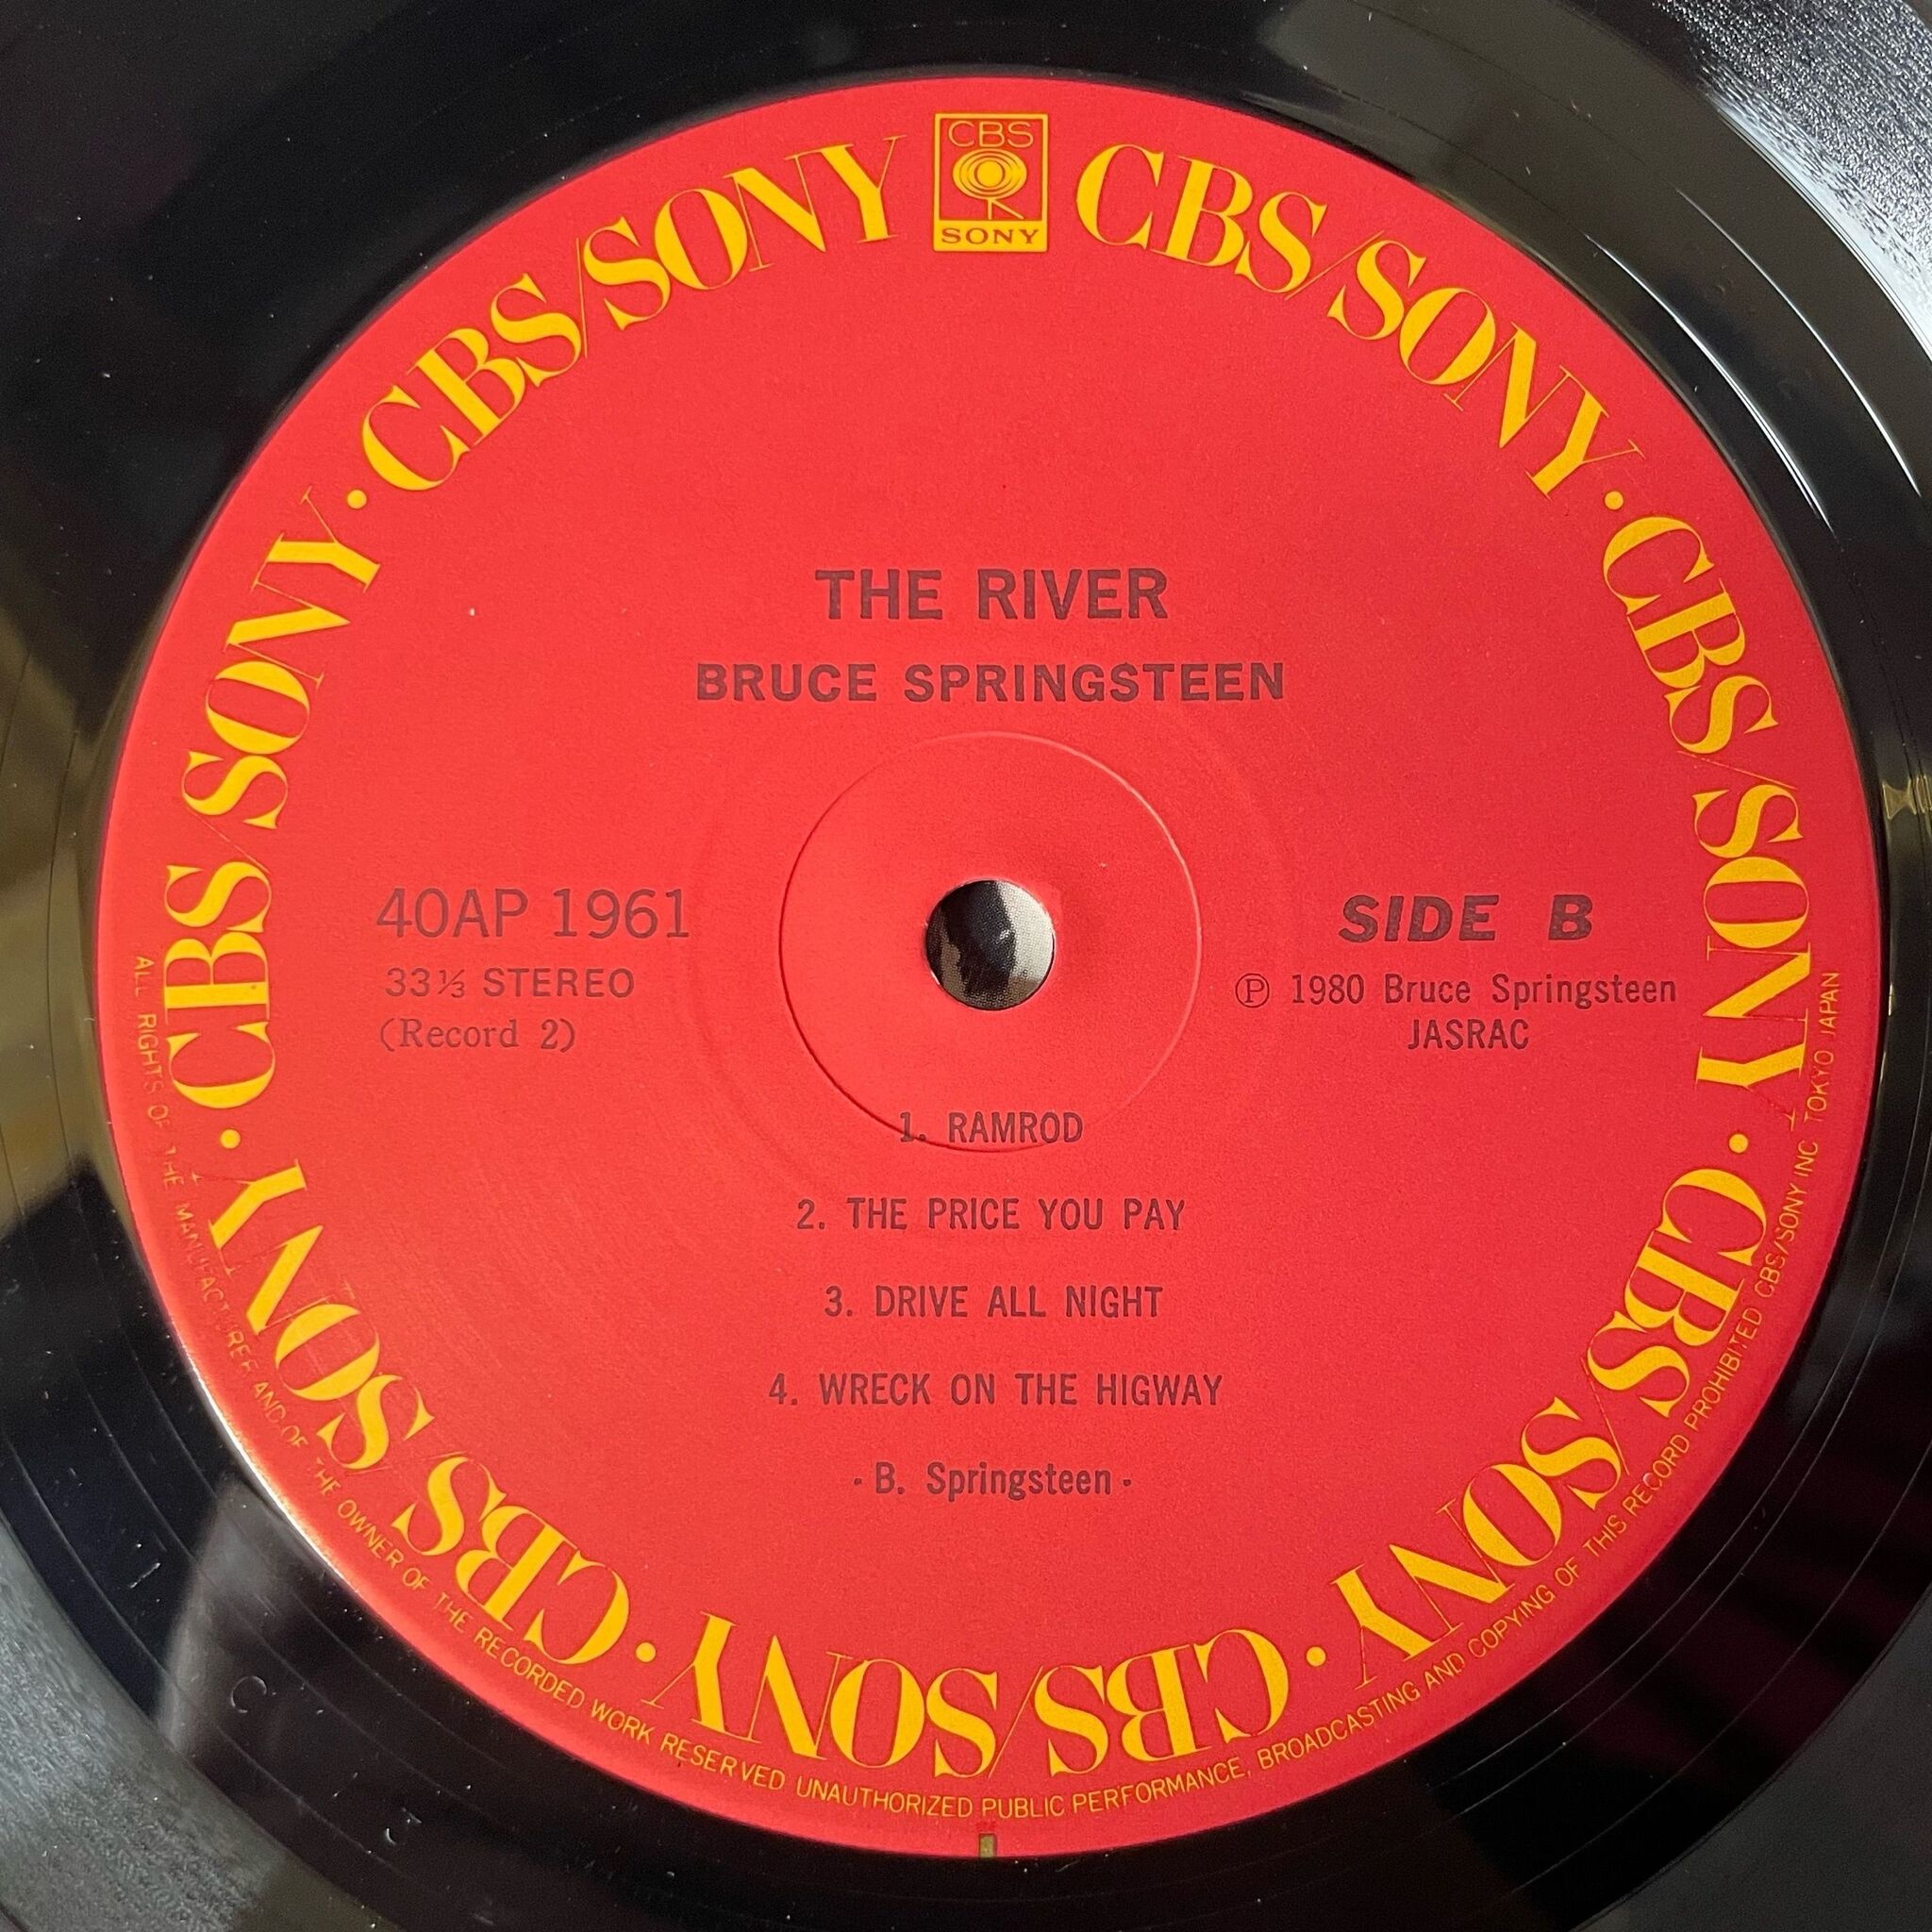 CBS
SONY
CBS/SONY · CBS/SONY · CBS/SONY · CBS/SONY · CBS/SONY · CBS/SONY · CBS/SONY
THE RIVER
BRUCE SPRINGSTEEN
40AP 1961
33⅓ STEREO
(Record 2)
SIDE B
Ⓟ 1980 Bruce Springsteen
JASRAC
1. RAMROD
2. THE PRICE YOU PAY
3. DRIVE ALL NIGHT
4. WRECK ON THE HIGWAY
· B. Springsteen ·
ALL RIGHTS OF THE MANUFACTURER AND OF THE OWNER OF THE RECORDED WORK RESERVED UNAUTHORIZED PUBLIC PERFORMANCE, BROADCASTING AND COPYING OF THIS RECORD PROHIBITED CBS/SONY INC TOKYO JAPAN